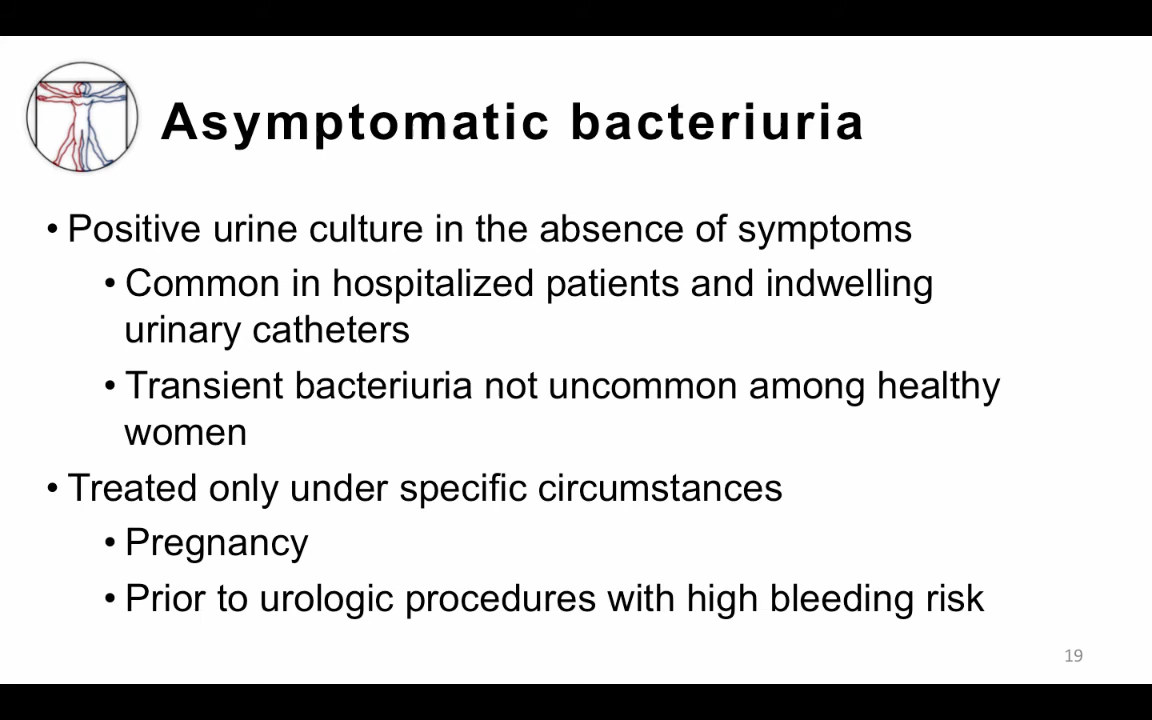 Asymptomatic bacteriuria
• Positive urine culture in the absence of symptoms
• Common in hospitalized patients and indwelling
urinary catheters
• Transient bacteriuria not uncommon among healthy
women
• Treated only under specific circumstances
• Pregnancy
• Prior to urologic procedures with high bleeding risk
19